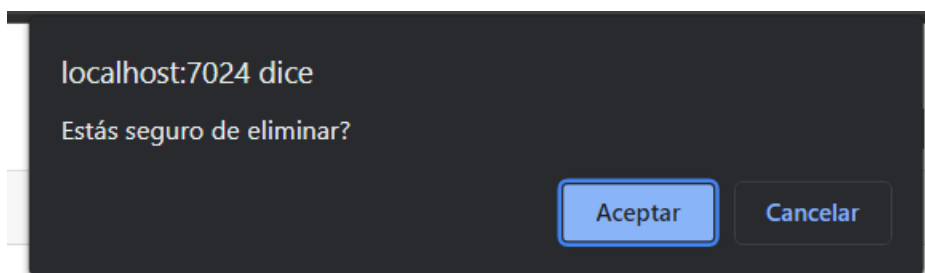 localhost:7024 dice
Estás seguro de eliminar?
Aceptar Cancelar